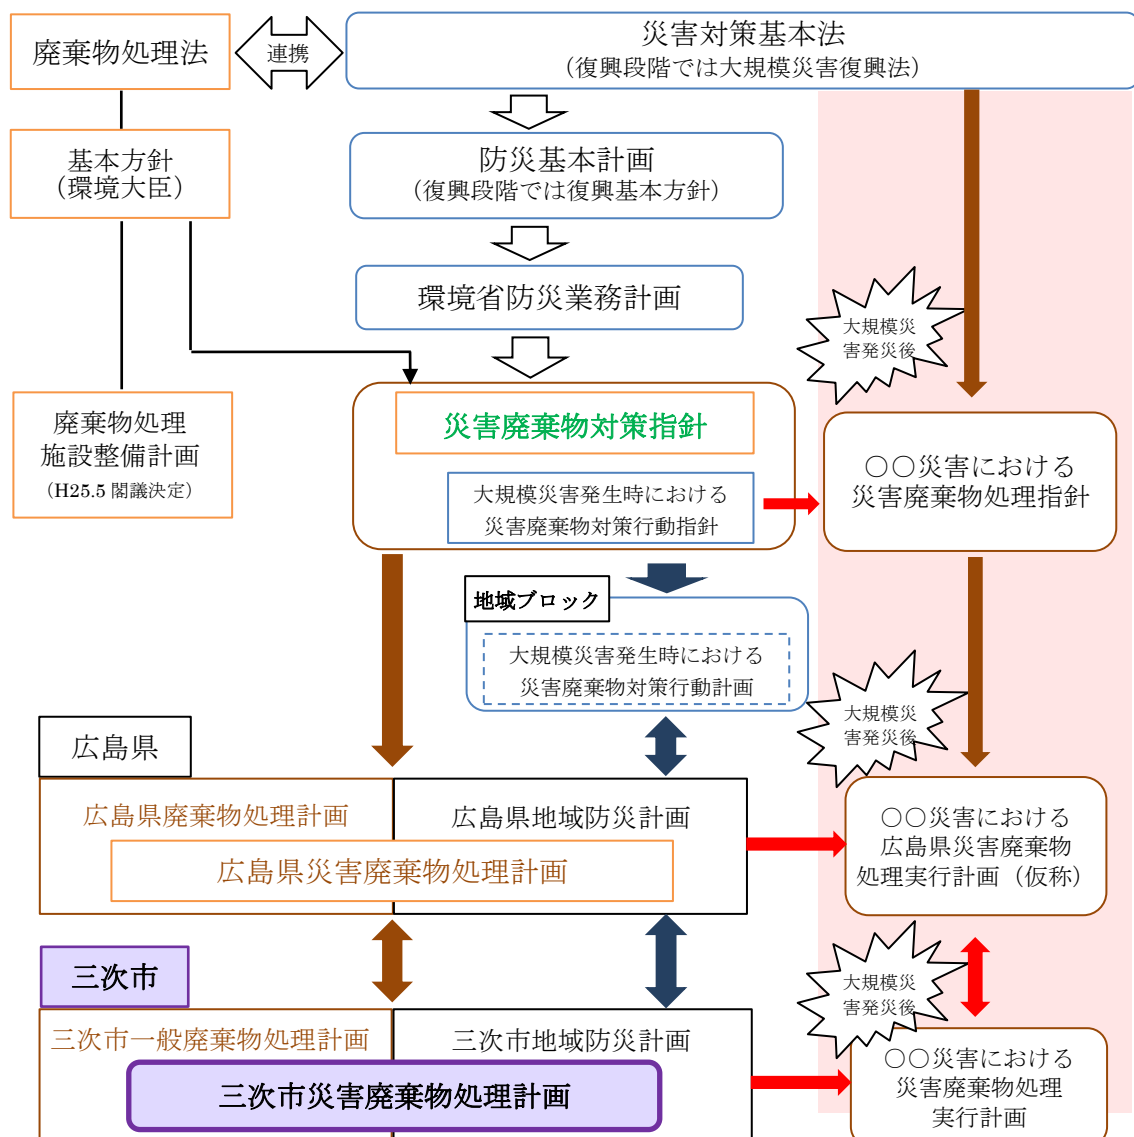 廃棄物処理法
連携
災害対策基本法
（復興段階では大規模災害復興法）
基本方針
（環境大臣）
防災基本計画
（復興段階では復興基本方針）
環境省防災業務計画
大規模災
害発災後
廃棄物処理
施設整備計画
（H25.5 閣議決定）
災害廃棄物対策指針
大規模災害発生時における
災害廃棄物対策行動指針
〇〇災害における
災害廃棄物処理指針
地域ブロック
大規模災害発生時における
災害廃棄物対策行動計画
大規模災
害発災後
広島県
広島県廃棄物処理計画
広島県地域防災計画
広島県災害廃棄物処理計画
〇〇災害における
広島県災害廃棄物
処理実行計画（仮称）
三次市
大規模災
害発災後
三次市一般廃棄物処理計画
三次市地域防災計画
三次市災害廃棄物処理計画
〇〇災害における
災害廃棄物処理
実行計画